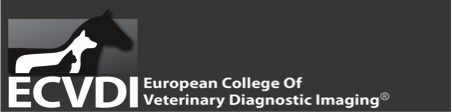 ECVDI
European College Of
Veterinary Diagnostic Imaging®